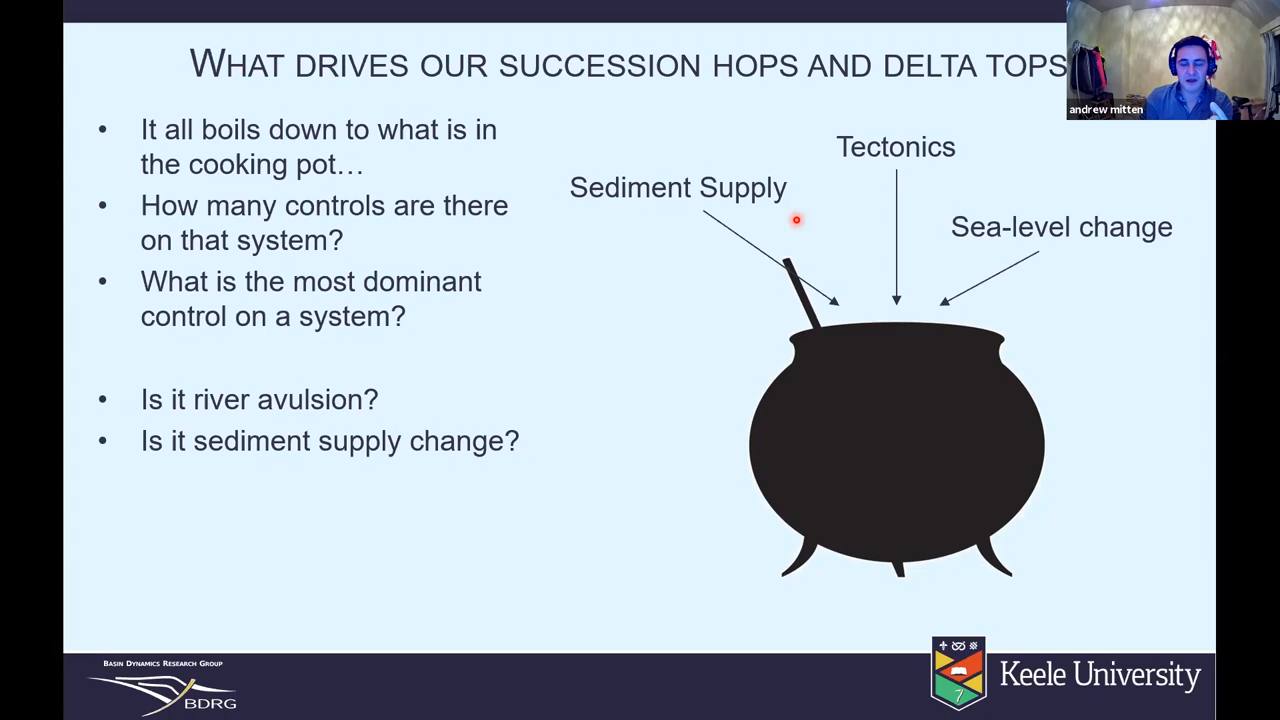 WHAT DRIVES OUR SUCCESSION HOPS AND DELTA TOPS
andrew mitten
• It all boils down to what is in
the cooking pot…
• How many controls are there
on that system?
• What is the most dominant
control on a system?
• Is it river avulsion?
• Is it sediment supply change?
Tectonics
Sediment Supply
Sea-level change
BASIN DYNAMICS RESEARCH GROUP
BDRG
Keele University